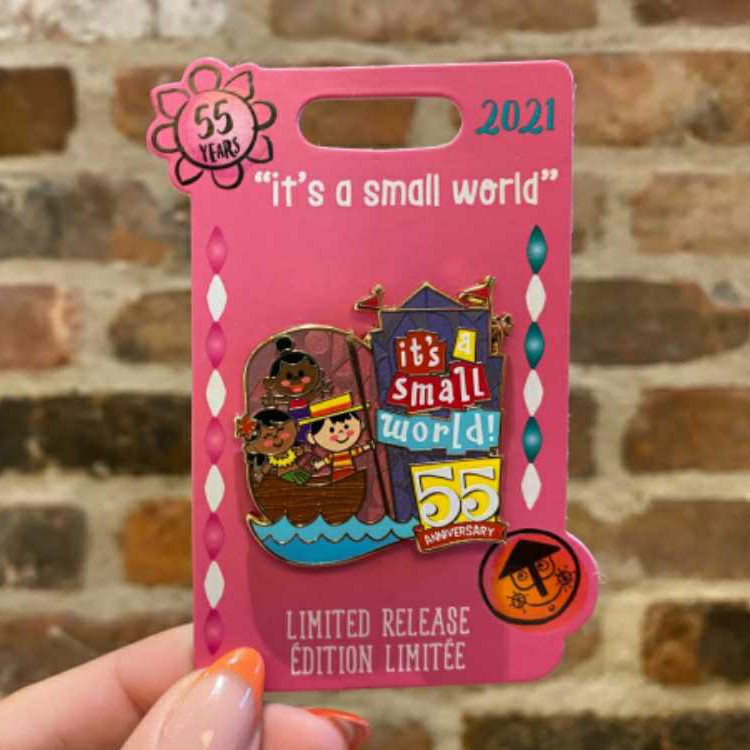 55
YEARS
2021
"it's a small world"
it's a
small
world!
55
ANNIVERSARY
LIMITED RELEASE
ÉDITION LIMITÉE